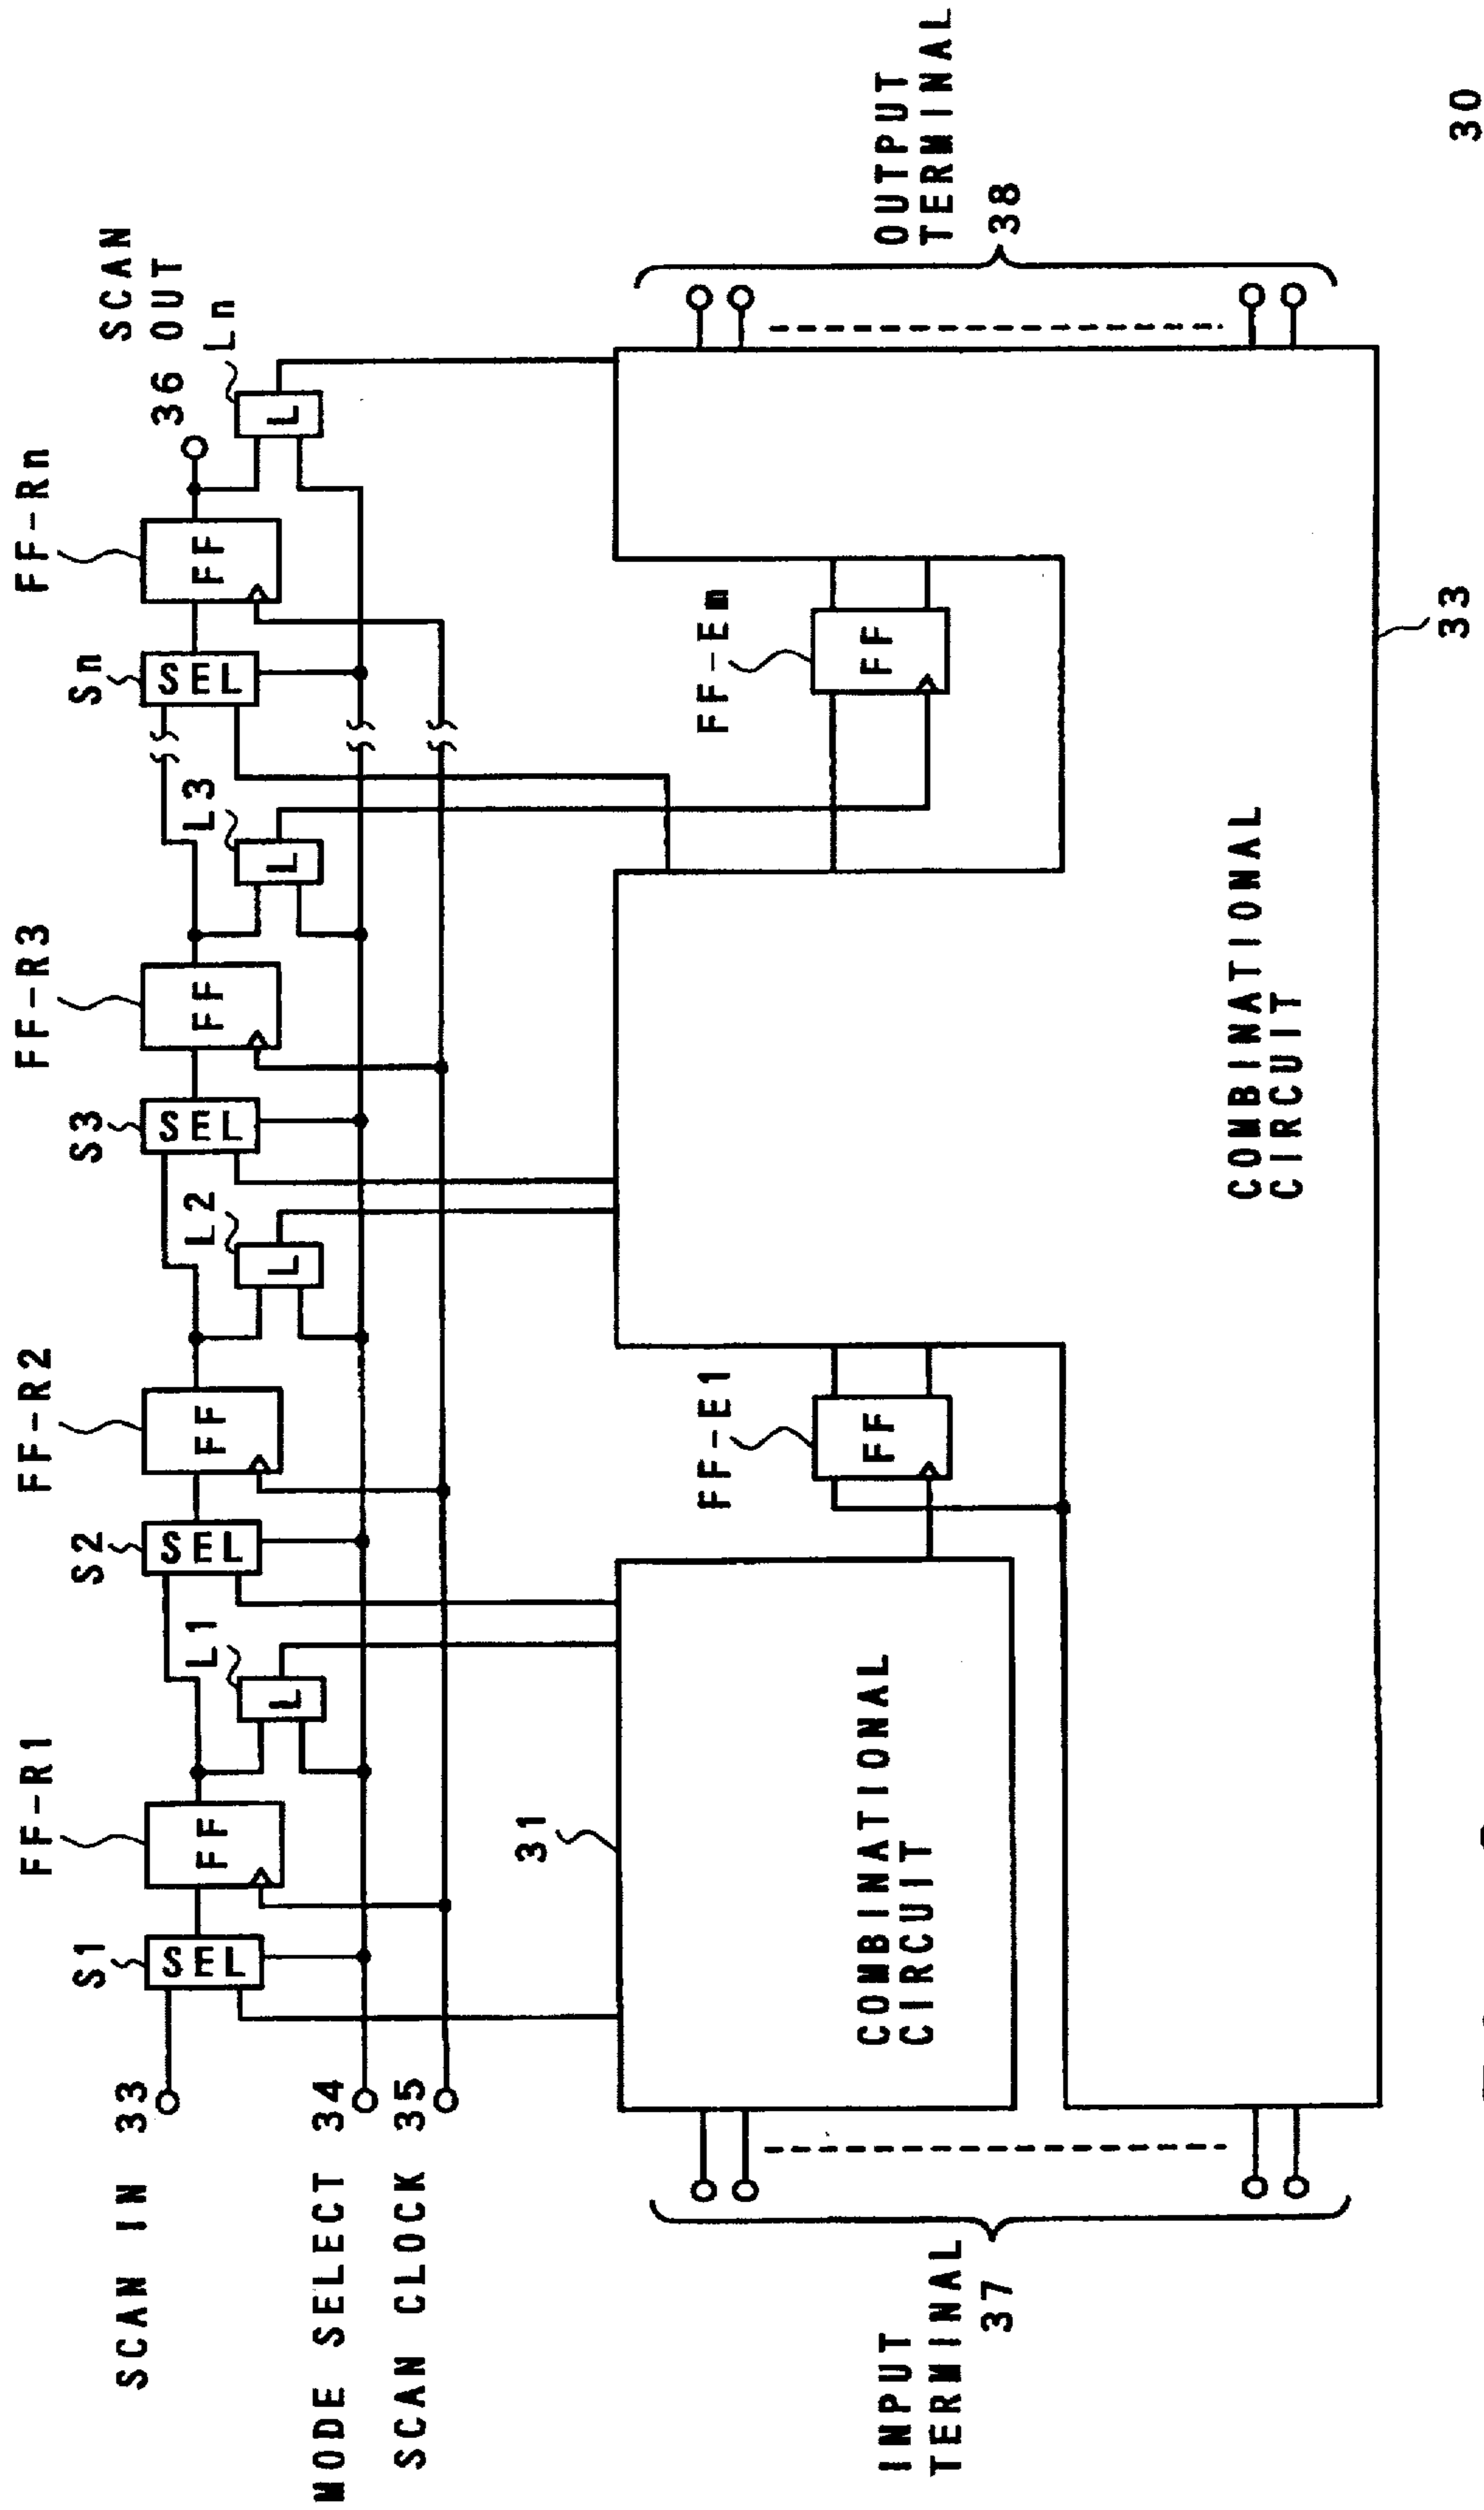 FF-R1
FF-R2
FF-R3
FF-Rn
SCAN
36 OUT
S1
S2
S3
Sn
SCAN IN 33
SEL
FF
SEL
FF
SEL
FF
SEL
FF
L1
L2
L3
Ln
L
L
L
L
MODE SELECT 34
SCAN CLOCK 35
31
FF-E1
FF-Em
FF
FF
COMBINATIONAL
CIRCUIT
INPUT
TERMINAL
37
OUTPUT
TERMINAL
38
COMBINATIONAL
CIRCUIT
33
30